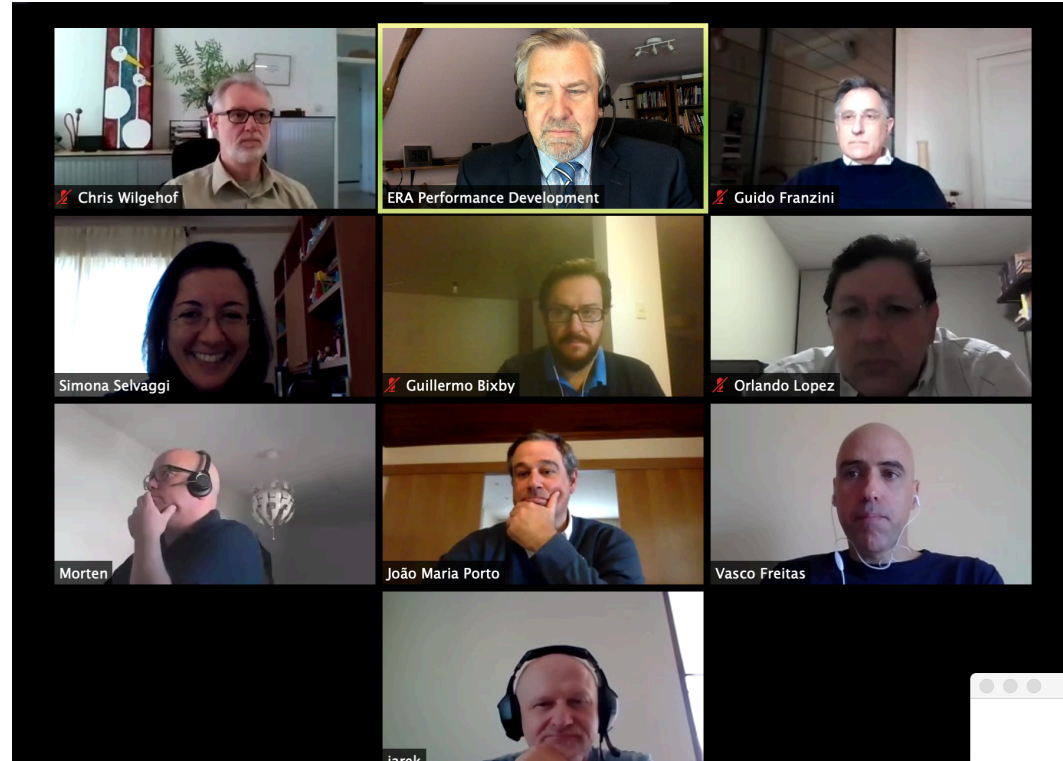 Chris Wilgehof
ERA Performance Development
Guido Franzini
Simona Selvaggi
Guillermo Bixby
Orlando Lopez
Morten
João Maria Porto
Vasco Freitas
jarek